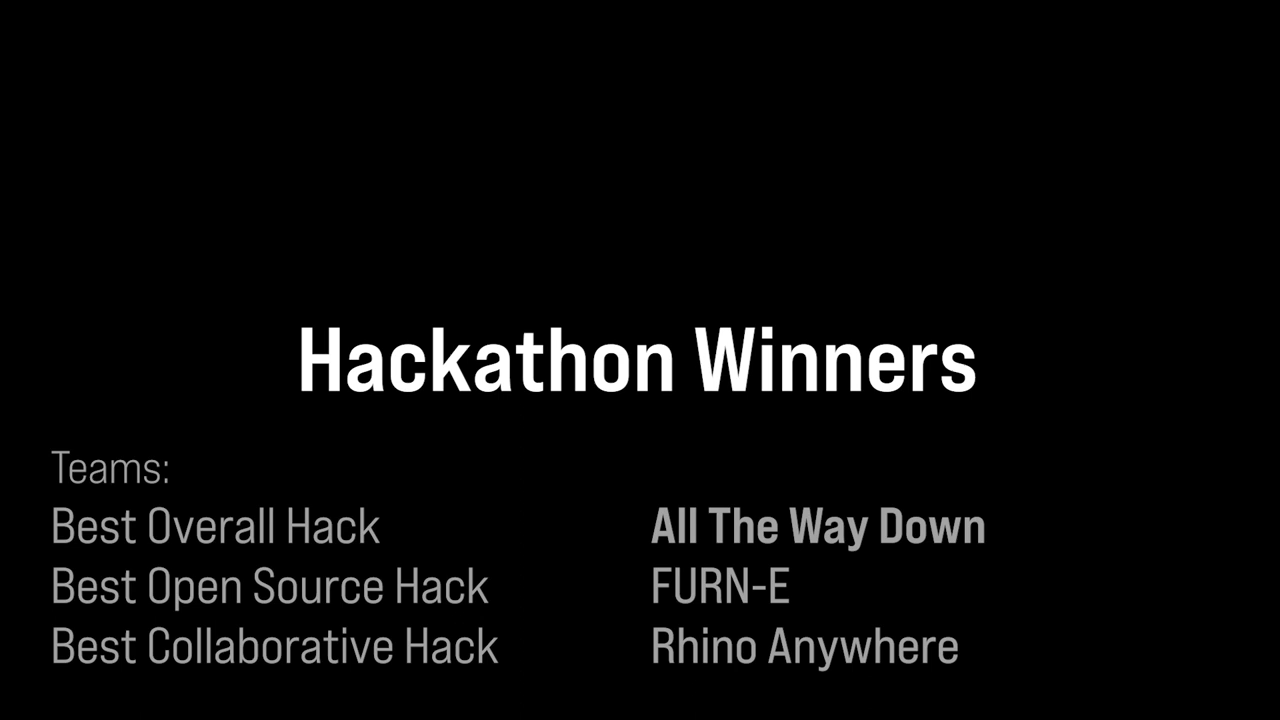 Hackathon Winners
Teams:
Best Overall Hack All The Way Down
Best Open Source Hack FURN-E
Best Collaborative Hack Rhino Anywhere